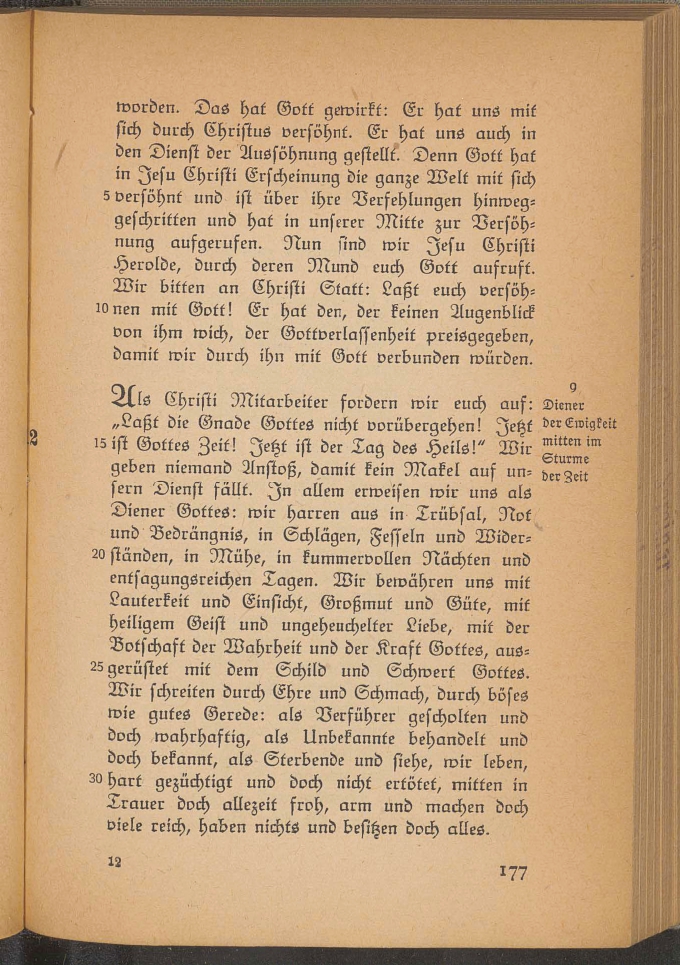 worden. Das hat Gott gewirkt: Er hat uns mit
sich durch Christus versöhnt. Er hat uns auch in
den Dienst der Aussöhnung gestellt. Denn Gott hat
in Jesu Christi Erscheinung die ganze Welt mit sich
5 versöhnt und ist über ihre Verfehlungen hinweg=
geschritten und hat in unserer Mitte zur Versöh=
nung aufgerufen. Nun sind wir Jesu Christi
Herolde, durch deren Mund euch Gott aufruft.
Wir bitten an Christi Statt: Laßt euch versöh=
10 nen mit Gott! Er hat den, der keinen Augenblick
von ihm wich, der Gottverlassenheit preisgegeben,
damit wir durch ihn mit Gott verbunden würden.
Als Christi Mitarbeiter fordern wir euch auf:
„Laßt die Gnade Gottes nicht vorübergehen! Jetzt
15 ist Gottes Zeit! Jetzt ist der Tag des Heils!“ Wir
geben niemand Anstoß, damit kein Makel auf un=
sern Dienst fällt. In allem erweisen wir uns als
Diener Gottes: wir harren aus in Trübsal, Not
und Bedrängnis, in Schlägen, Fesseln und Wider=
20 ständen, in Mühe, in kummervollen Nächten und
entsagungsreichen Tagen. Wir bewähren uns mit
Lauterkeit und Einsicht, Großmut und Güte, mit
heiligem Geist und ungeheuchelter Liebe, mit der
Botschaft der Wahrheit und der Kraft Gottes, aus=
25 gerüstet mit dem Schild und Schwert Gottes.
Wir schreiten durch Ehre und Schmach, durch böses
wie gutes Gerede: als Verführer gescholten und
doch wahrhaftig, als Unbekannte behandelt und
doch bekannt, als Sterbende und siehe, wir leben,
30 hart gezüchtigt und doch nicht ertötet, mitten in
Trauer doch allezeit froh, arm und machen doch
viele reich, haben nichts und besitzen doch alles.
9
Diener
der Ewigkeit
mitten im
Sturme
der Zeit
12
177
2